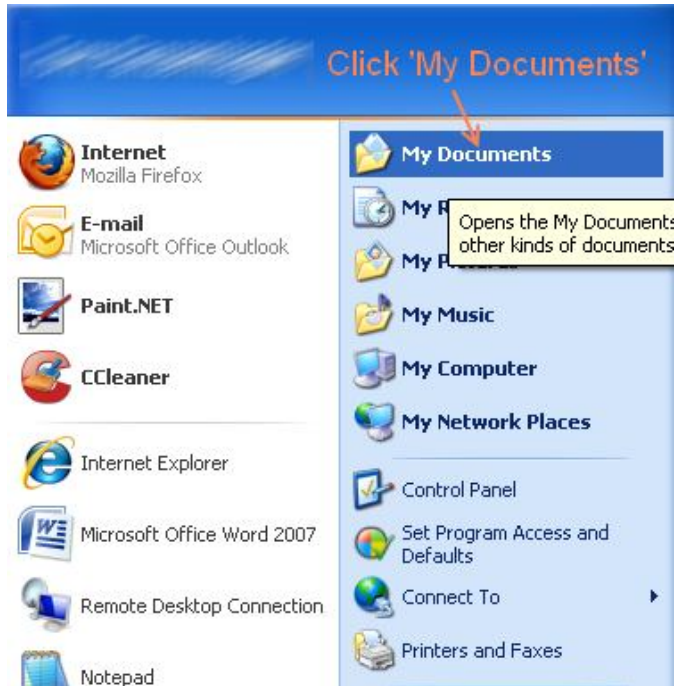 Click 'My Documents'
Internet
Mozilla Firefox
E-mail
Microsoft Office Outlook
Paint.NET
CCleaner
Internet Explorer
Microsoft Office Word 2007
Remote Desktop Connection
Notepad
My Documents
My
Opens the My Documents
other kinds of documents
My
My Music
My Computer
My Network Places
Control Panel
Set Program Access and
Defaults
Connect To
Printers and Faxes